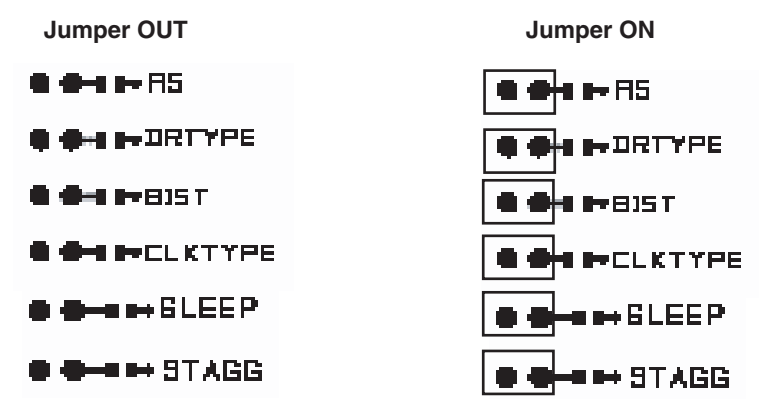 Jumper OUT Jumper ON
AS AS
DRTYPE DRTYPE
BIST BIST
CLKTYPE CLKTYPE
SLEEP SLEEP
STAGG STAGG